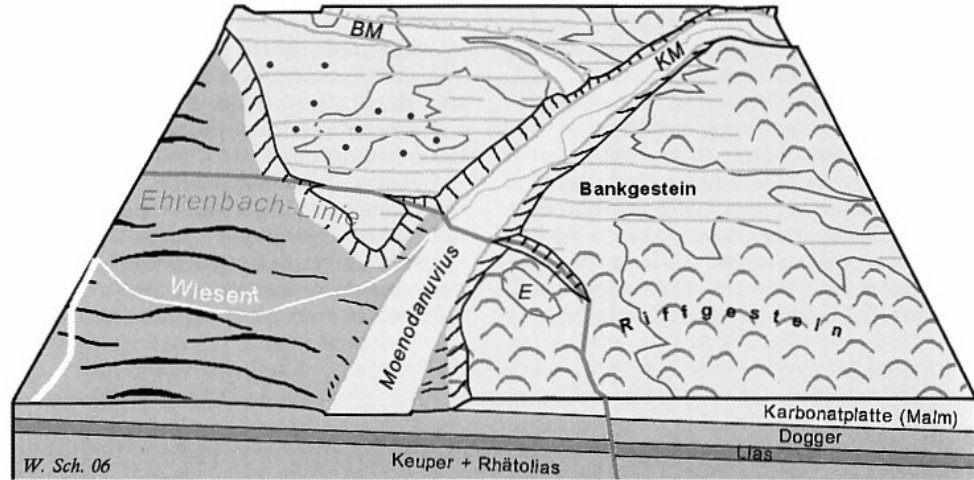 BM
KM
Bankgestein
Ehrenbach-Linie
Wiesent
Moenodanuvius
E
Riffgestein
Karbonatplatte (Malm)
Dogger
Lias
Keuper + Rhätolias
W. Sch. 06